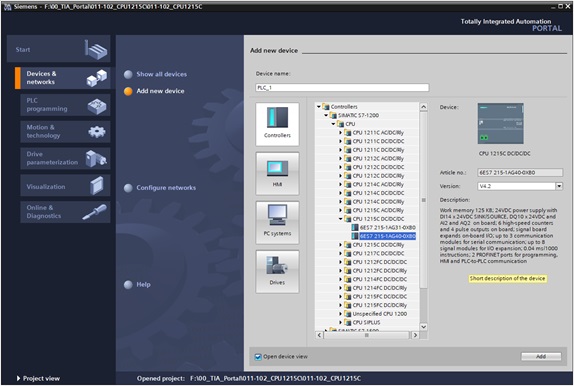 Siemens - F:\00_TIA_Portal\011-102_CPU1215C\011-102_CPU1215C
Totally Integrated Automation
PORTAL
Start
Devices &
networks
PLC
programming
Motion &
technology
Drive
parameterization
Visualization
Online &
Diagnostics
Show all devices
Add new device
Configure networks
Help
Add new device
Device name:
PLC_1
Controllers
HMI
PC systems
Drives
Controllers
SIMATIC S7-1200
CPU
CPU 1211C AC/DC/Rly
CPU 1211C DC/DC/DC
CPU 1211C DC/DC/Rly
CPU 1212C AC/DC/Rly
CPU 1212C DC/DC/DC
CPU 1212C DC/DC/Rly
CPU 1214C AC/DC/Rly
CPU 1214C DC/DC/DC
CPU 1214C DC/DC/Rly
CPU 1215C AC/DC/Rly
CPU 1215C DC/DC/DC
6ES7 215-1AG31-0XB0
6ES7 215-1AG40-0XB0
CPU 1215C DC/DC/Rly
CPU 1217C DC/DC/DC
CPU 1212FC DC/DC/DC
CPU 1212FC DC/DC/Rly
CPU 1214FC DC/DC/DC
CPU 1214FC DC/DC/Rly
CPU 1215FC DC/DC/DC
CPU 1215FC DC/DC/Rly
Unspecified CPU 1200
CPU SIPLUS
Device:
CPU 1215C DC/DC/DC
Article no.: 6ES7 215-1AG40-0XB0
Version: V4.2
Description:
Work memory 125 KB; 24VDC power supply with
DI14 x 24VDC SINK/SOURCE, DQ10 x 24VDC and
AI2 and AQ2 on board; 6 high-speed counters
and 4 pulse outputs on board; signal board
expands on-board I/O; up to 3 communication
modules for serial communication; up to 8
signal modules for I/O expansion; 0.04 ms/1000
instructions; 2 PROFINET ports for programming,
HMI and PLC-to-PLC communication
Short description of the device
Open device view
Add
Project view
Opened project: F:\00_TIA_Portal\011-102_CPU1215C\011-102_CPU1215C